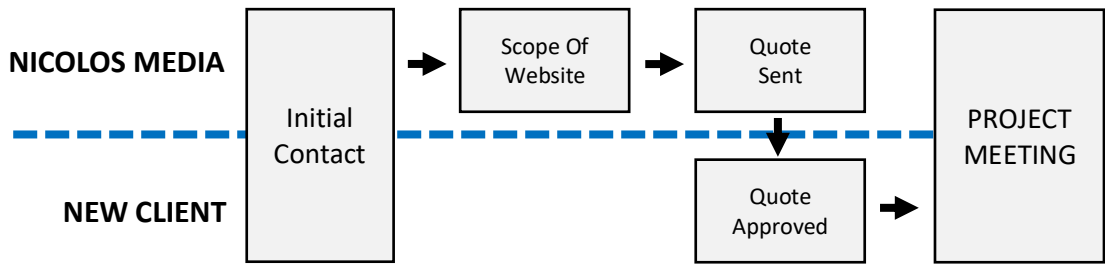 NICOLOS MEDIA
Initial
Contact
Scope Of
Website
Quote
Sent
PROJECT
MEETING
NEW CLIENT
Quote
Approved